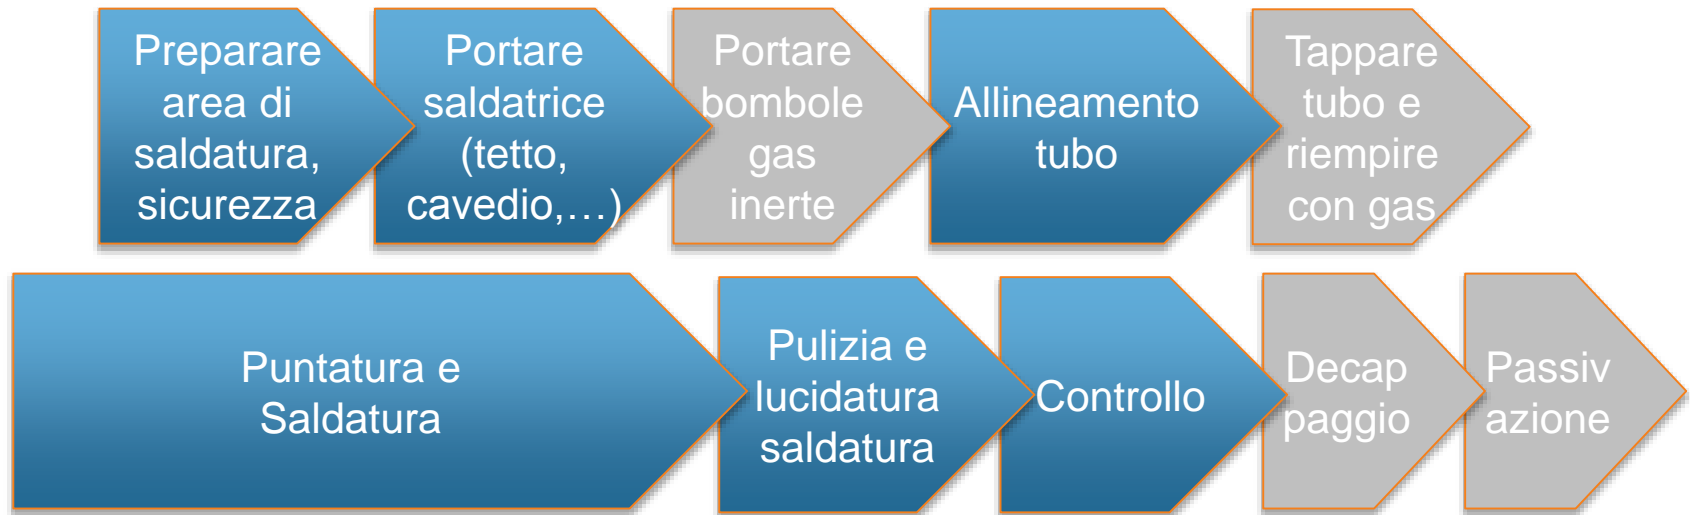 Preparare
area di
saldatura,
sicurezza
Portare
saldatrice
(tetto,
cavedio,...)
Portare
bombole
gas
inerte
Allineamento
tubo
Tappare
tubo e
riempire
con gas
Puntatura e
Saldatura
Pulizia e
lucidatura
saldatura
Controllo
Decap
paggio
Passiv
azione